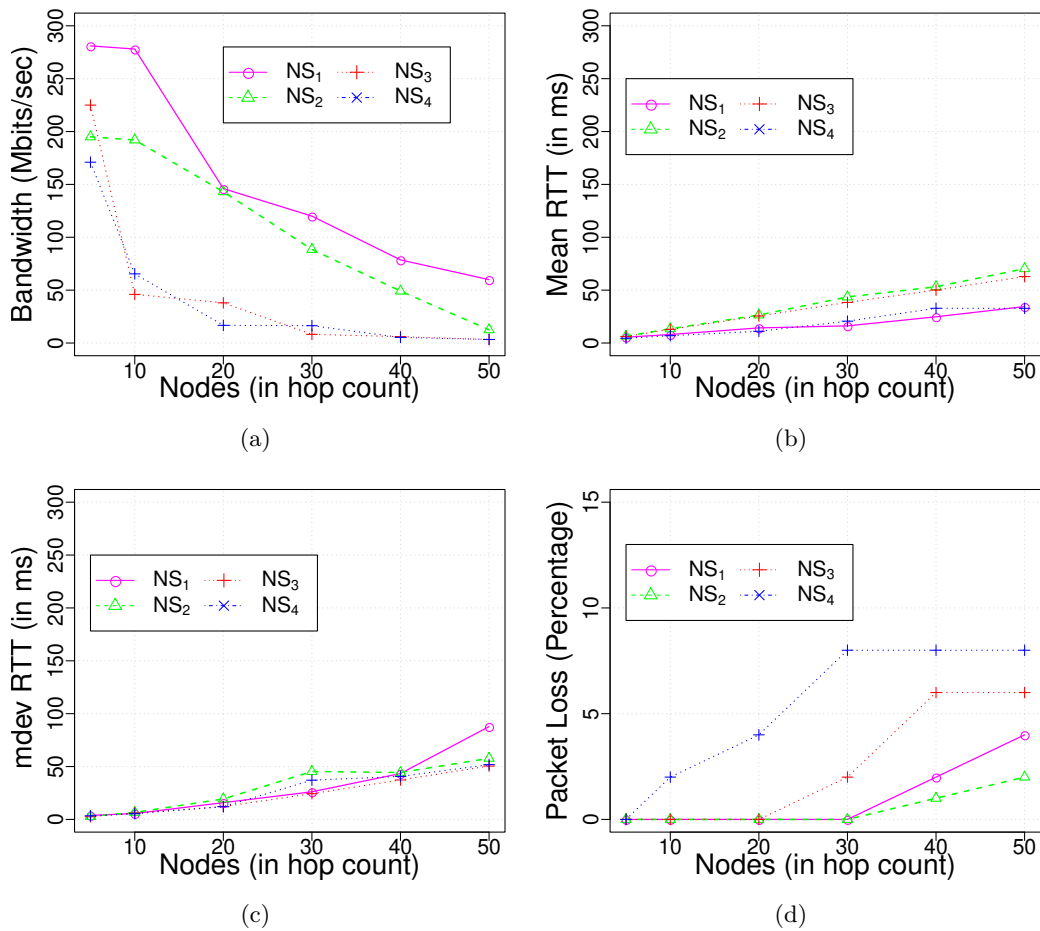 Bandwidth (Mbits/sec)
0 50 100 150 200 250 300
NS1 NS3
NS2 NS4
10 20 30 40 50
Nodes (in hop count)
(a)
Mean RTT (in ms)
0 50 100 150 200 250 300
NS1 NS3
NS2 NS4
10 20 30 40 50
Nodes (in hop count)
(b)
mdev RTT (in ms)
0 50 100 150 200 250 300
NS1 NS3
NS2 NS4
10 20 30 40 50
Nodes (in hop count)
(c)
Packet Loss (Percentage)
0 5 10 15
NS1 NS3
NS2 NS4
10 20 30 40 50
Nodes (in hop count)
(d)